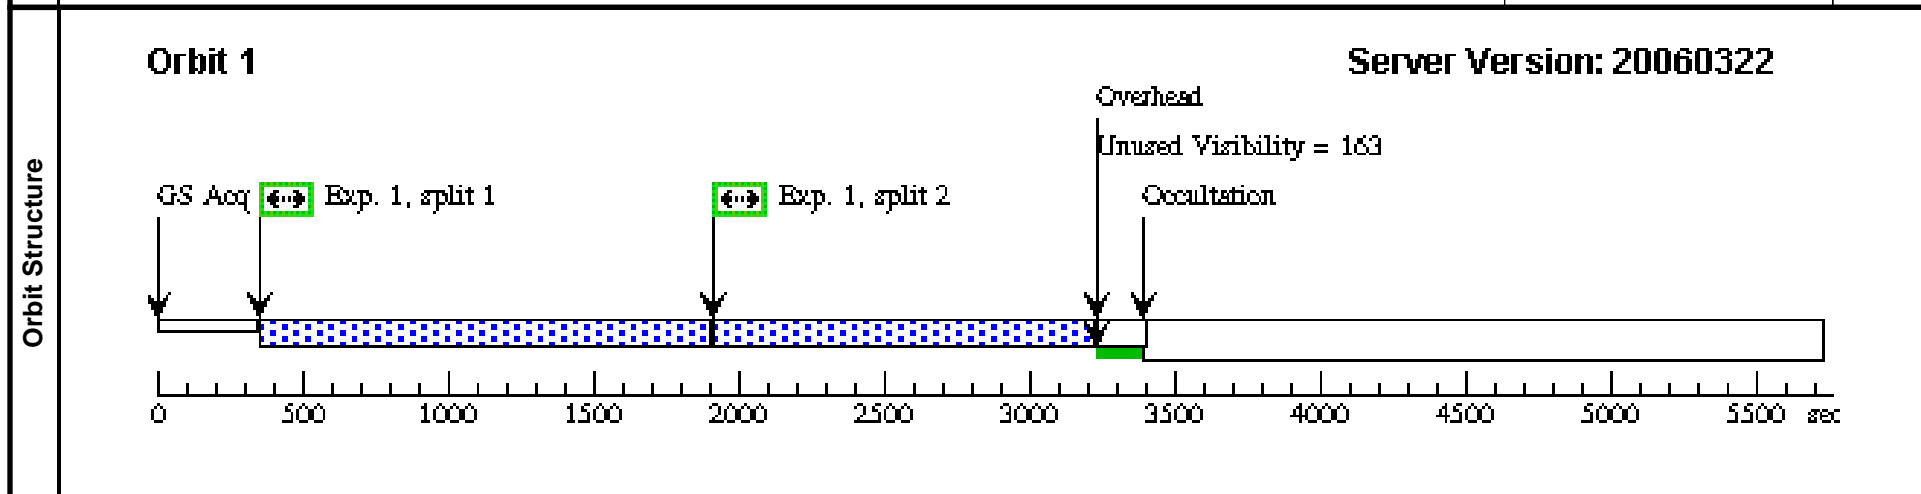 Orbit Structure
Orbit 1
Server Version: 20060322
Overhead
Unused Visibility = 163
GS Acq
Exp. 1, split 1
Exp. 1, split 2
Occultation
0 500 1000 1500 2000 2500 3000 3500 4000 4500 5000 5500 sec